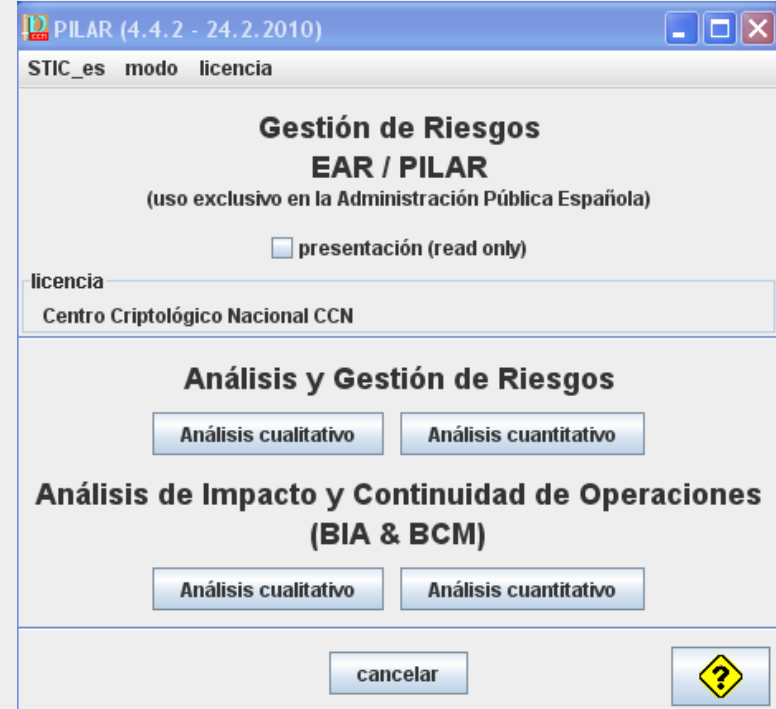 PILAR (4.4.2 - 24.2.2010)
STIC_es modo licencia
Gestión de Riesgos
EAR / PILAR
(uso exclusivo en la Administración Pública Española)
presentación (read only)
licencia
Centro Criptológico Nacional CCN
Análisis y Gestión de Riesgos
Análisis cualitativo Análisis cuantitativo
Análisis de Impacto y Continuidad de Operaciones
(BIA & BCM)
Análisis cualitativo Análisis cuantitativo
cancelar ?